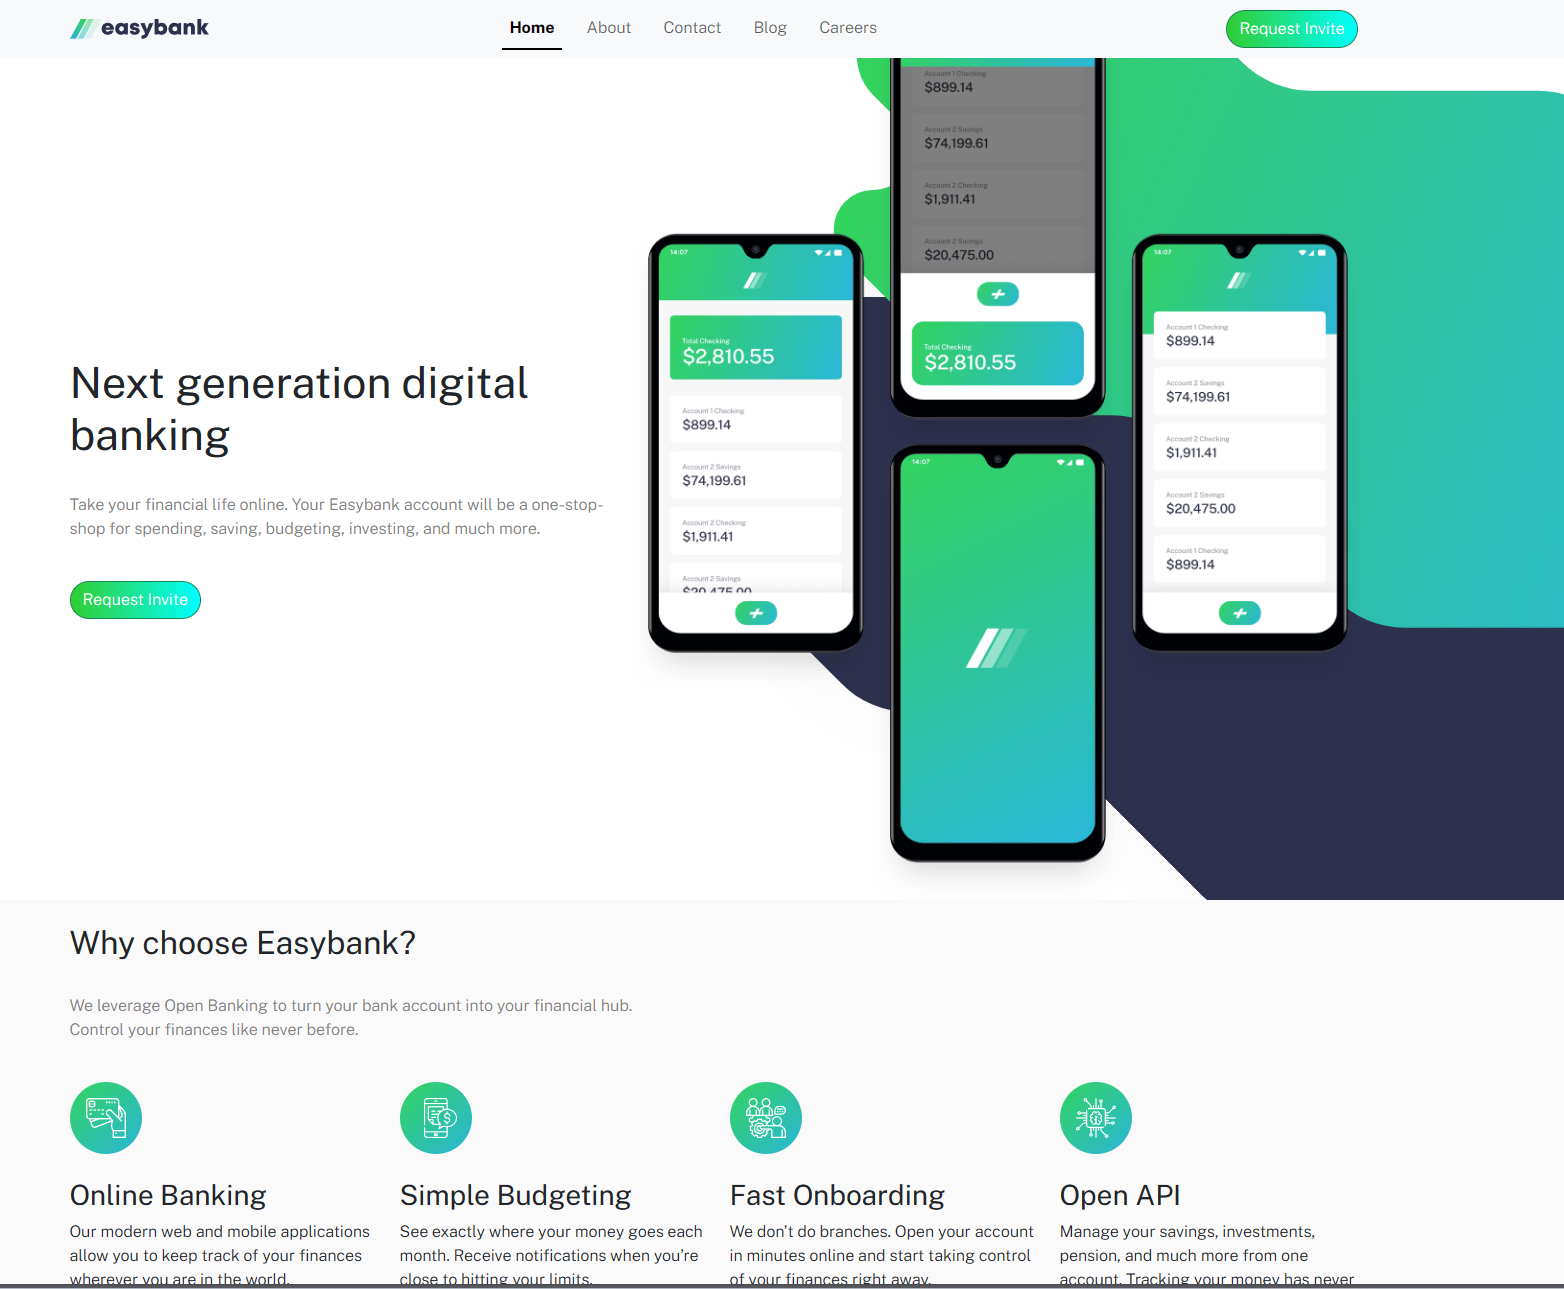 easybank
Home
About
Contact
Blog
Careers
Request Invite
Next generation digital
banking
Take your financial life online. Your Easybank account will be a one-stop-
shop for spending, saving, budgeting, investing, and much more.
Request Invite
14:07
Total Checking
$2,810.55
Account 1 Checking
$899.14
Account 2 Savings
$74,199.61
Account 2 Checking
$1,911.41
Account 2 Savings
$20,475.00
Account 1 Checking
$899.14
Account 2 Savings
$74,199.61
Account 2 Checking
$1,911.41
Account 2 Savings
$20,475.00
Total Checking
$2,810.55
14:07
14:07
Account 1 Checking
$899.14
Account 2 Savings
$74,199.61
Account 2 Checking
$1,911.41
Account 2 Savings
$20,475.00
Account 1 Checking
$899.14
Why choose Easybank?
We leverage Open Banking to turn your bank account into your financial hub.
Control your finances like never before.
Online Banking
Our modern web and mobile applications
allow you to keep track of your finances
wherever you are in the world.
Simple Budgeting
See exactly where your money goes each
month. Receive notifications when you’re
close to hitting your limits.
Fast Onboarding
We don’t do branches. Open your account
in minutes online and start taking control
of your finances right away.
Open API
Manage your savings, investments,
pension, and much more from one
account. Tracking your money has never